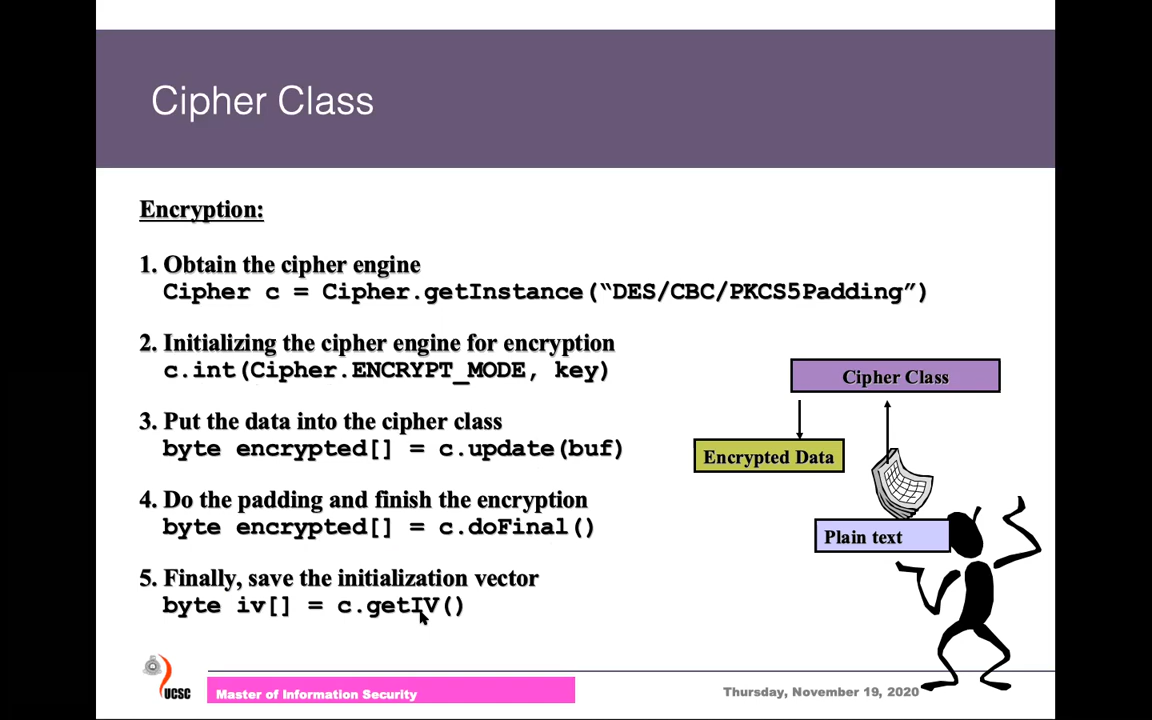 Cipher Class
Encryption:
1. Obtain the cipher engine
Cipher c = Cipher.getInstance(“DES/CBC/PKCS5Padding”)
2. Initializing the cipher engine for encryption
c.int(Cipher.ENCRYPT_MODE, key)
3. Put the data into the cipher class
byte encrypted[] = c.update(buf)
4. Do the padding and finish the encryption
byte encrypted[] = c.doFinal()
5. Finally, save the initialization vector
byte iv[] = c.getIV()
Cipher Class
Encrypted Data
Plain text
UCSC
Master of Information Security
Thursday, November 19, 2020